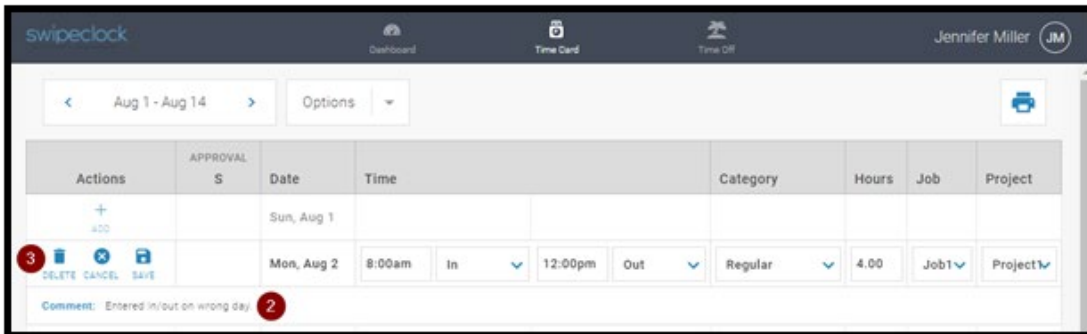 swipeclock
Dashboard
Time Card
Time Off
Jennifer Miller JM
< Aug 1 - Aug 14 > Options
Actions APPROVAL S Date Time Category Hours Job Project
+ ADD Sun, Aug 1
3 DELETE CANCEL SAVE Mon, Aug 2 8:00am In 12:00pm Out Regular 4.00 Job1 Project1
Comment: Entered in/out on wrong day. 2